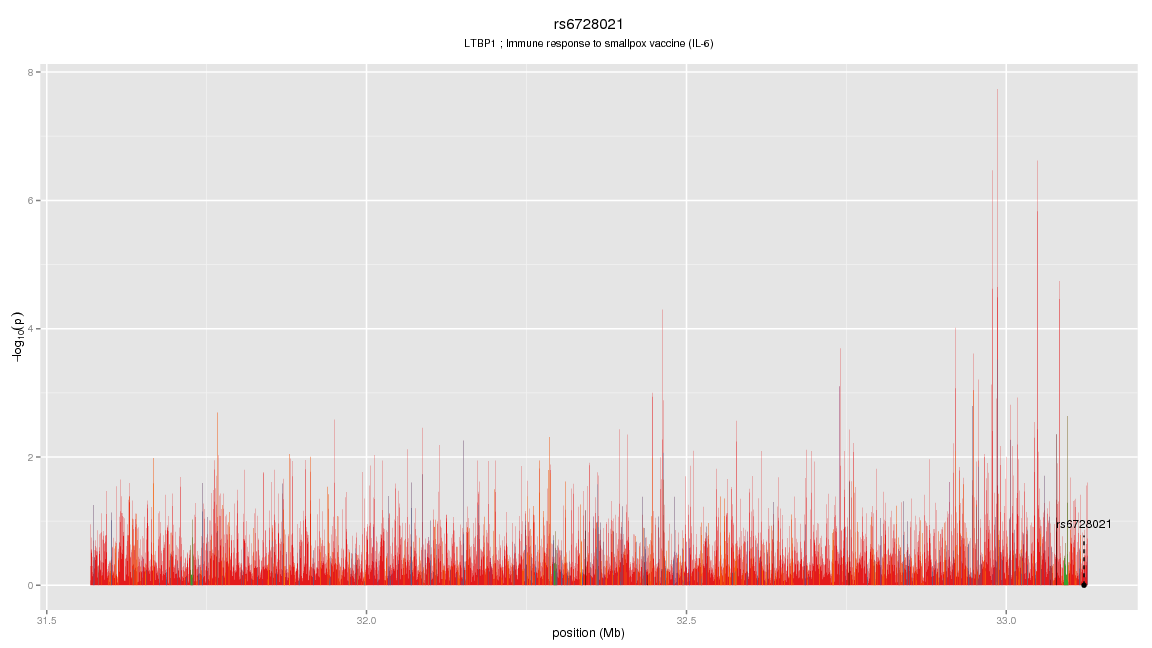 rs6728021
LTBP1 ; Immune response to smallpox vaccine (IL-6)
8
6
4
2
0
−log10(p)
rs6728021
31.5
32.0
32.5
33.0
position (Mb)